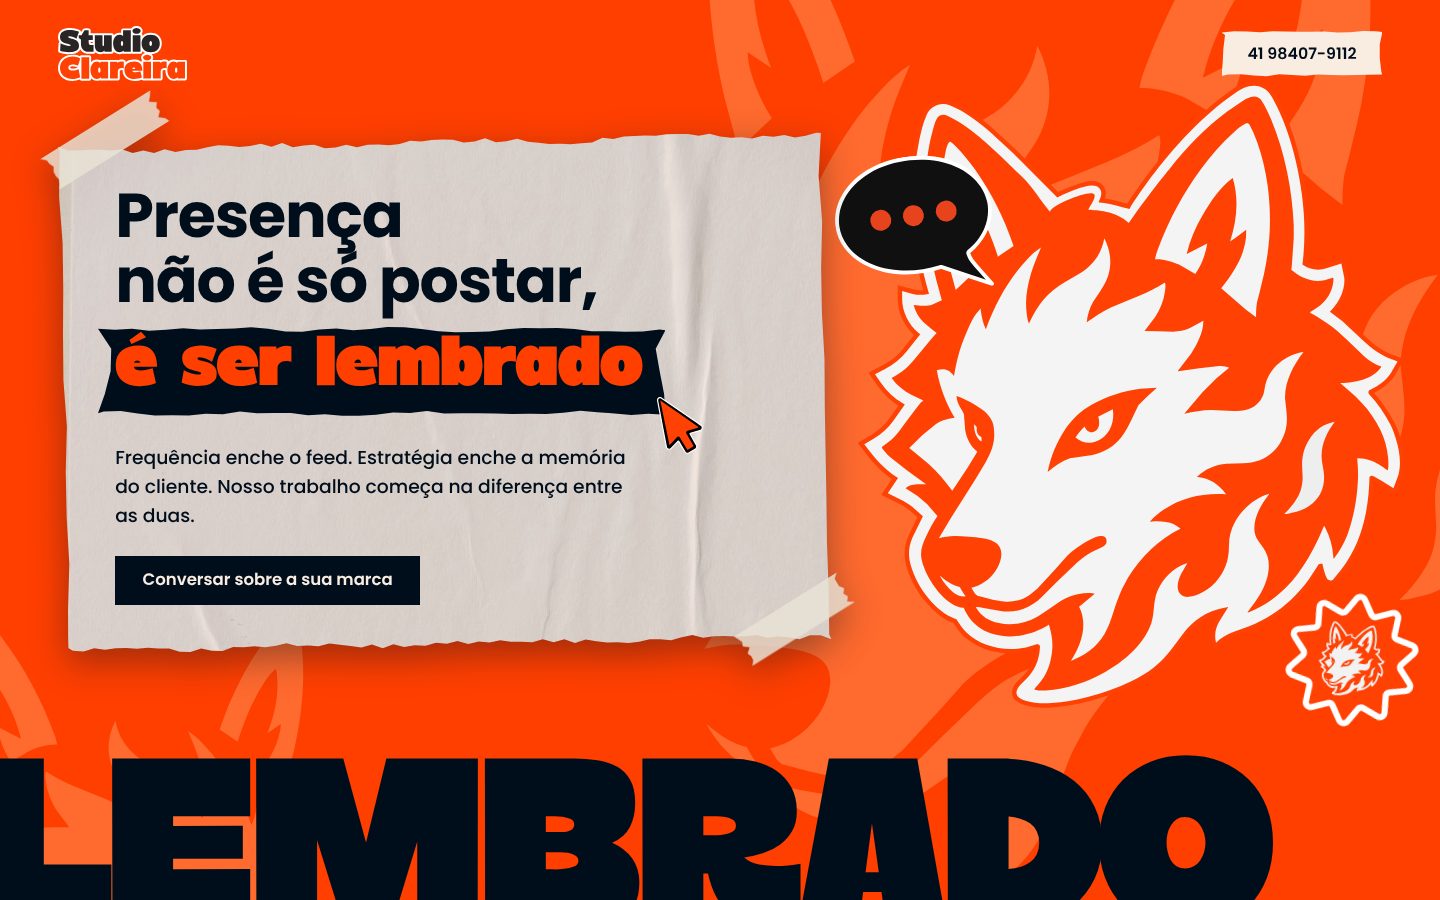 Studio
Clareira
41 98407-9112
Presença
não é só postar,
é ser lembrado
Frequência enche o feed. Estratégia enche a memória
do cliente. Nosso trabalho começa na diferença entre
as duas.
Conversar sobre a sua marca
LEMBRADO